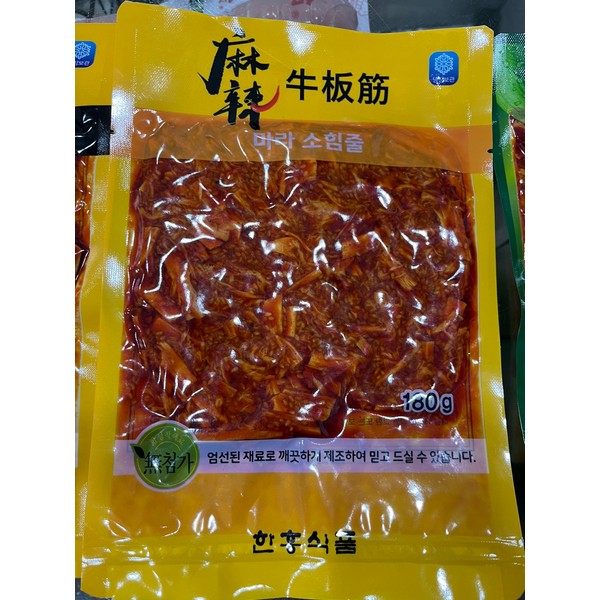 麻辣
牛板筋
마라 소힘줄
180g
無첨가
엄선된 재료로 깨끗하게 제조하여 믿고 드실 수 있습니다.
한흥식품